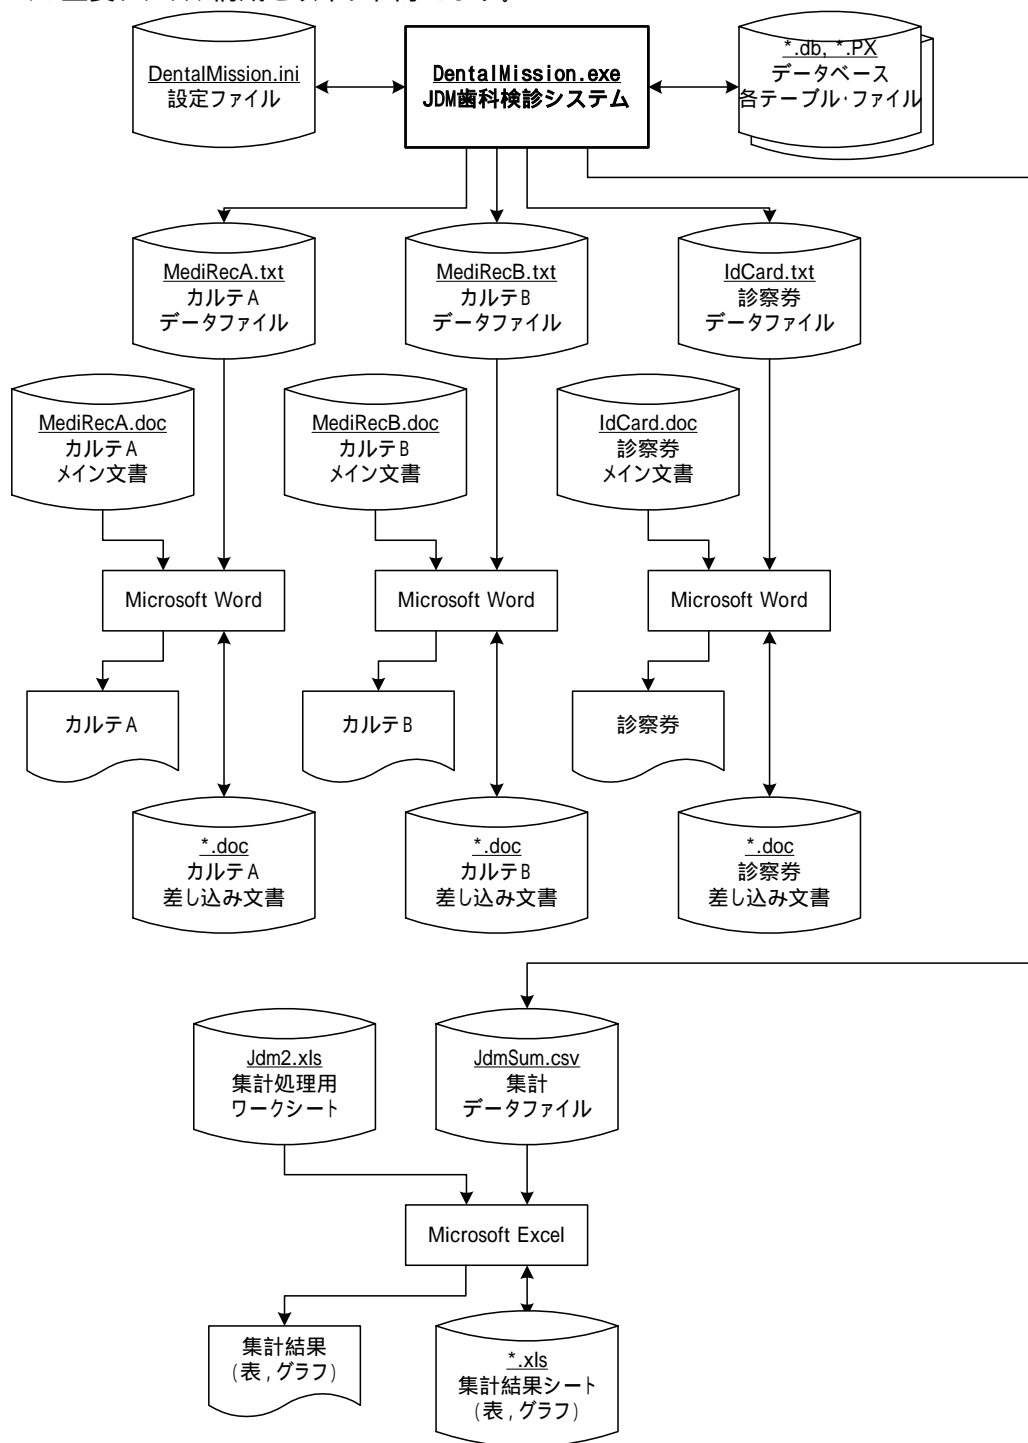 DentalMission.ini
設定ファイル
DentalMission.exe
JDM歯科検診システム
*.db, *.PX
データベース
各テーブル・ファイル
MediRecA.txt
カルテA
データファイル
MediRecB.txt
カルテB
データファイル
IdCard.txt
診察券
データファイル
MediRecA.doc
カルテA
メイン文書
MediRecB.doc
カルテB
メイン文書
IdCard.doc
診察券
メイン文書
Microsoft Word
Microsoft Word
Microsoft Word
カルテA
カルテB
診察券
*.doc
カルテA
差し込み文書
*.doc
カルテB
差し込み文書
*.doc
診察券
差し込み文書
Jdm2.xls
集計処理用
ワークシート
JdmSum.csv
集計
データファイル
Microsoft Excel
集計結果
(表,グラフ)
*.xls
集計結果シート
(表,グラフ)